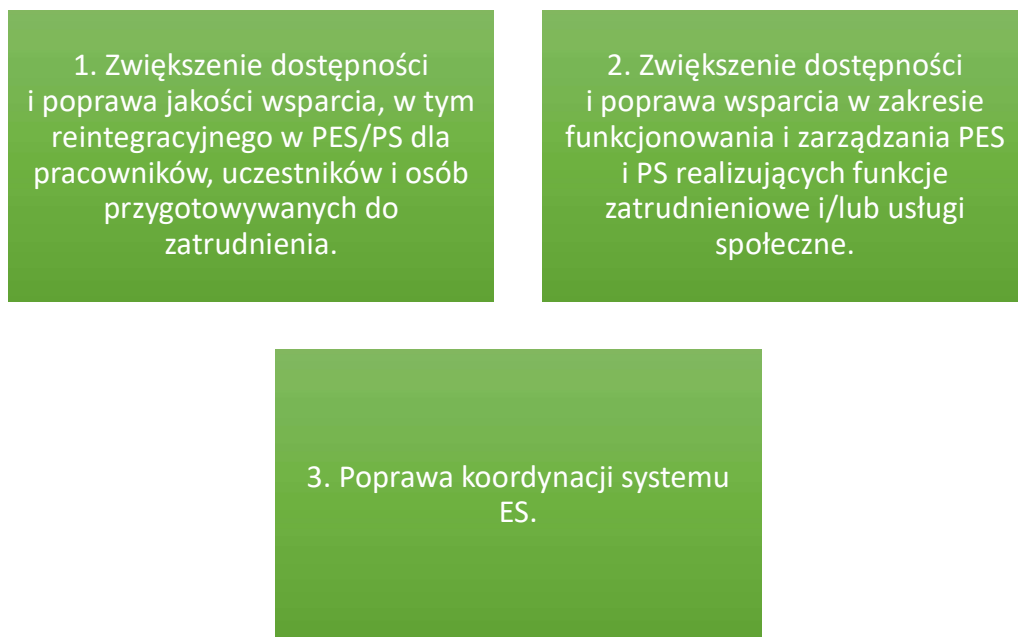 1. Zwiększenie dostępności
i poprawa jakości wsparcia, w tym
reintegracyjnego w PES/PS dla
pracowników, uczestników i osób
przygotowywanych do
zatrudnienia.
2. Zwiększenie dostępności
i poprawa wsparcia w zakresie
funkcjonowania i zarządzania PES
i PS realizujących funkcje
zatrudnieniowe i/lub usługi
społeczne.
3. Poprawa koordynacji systemu
ES.